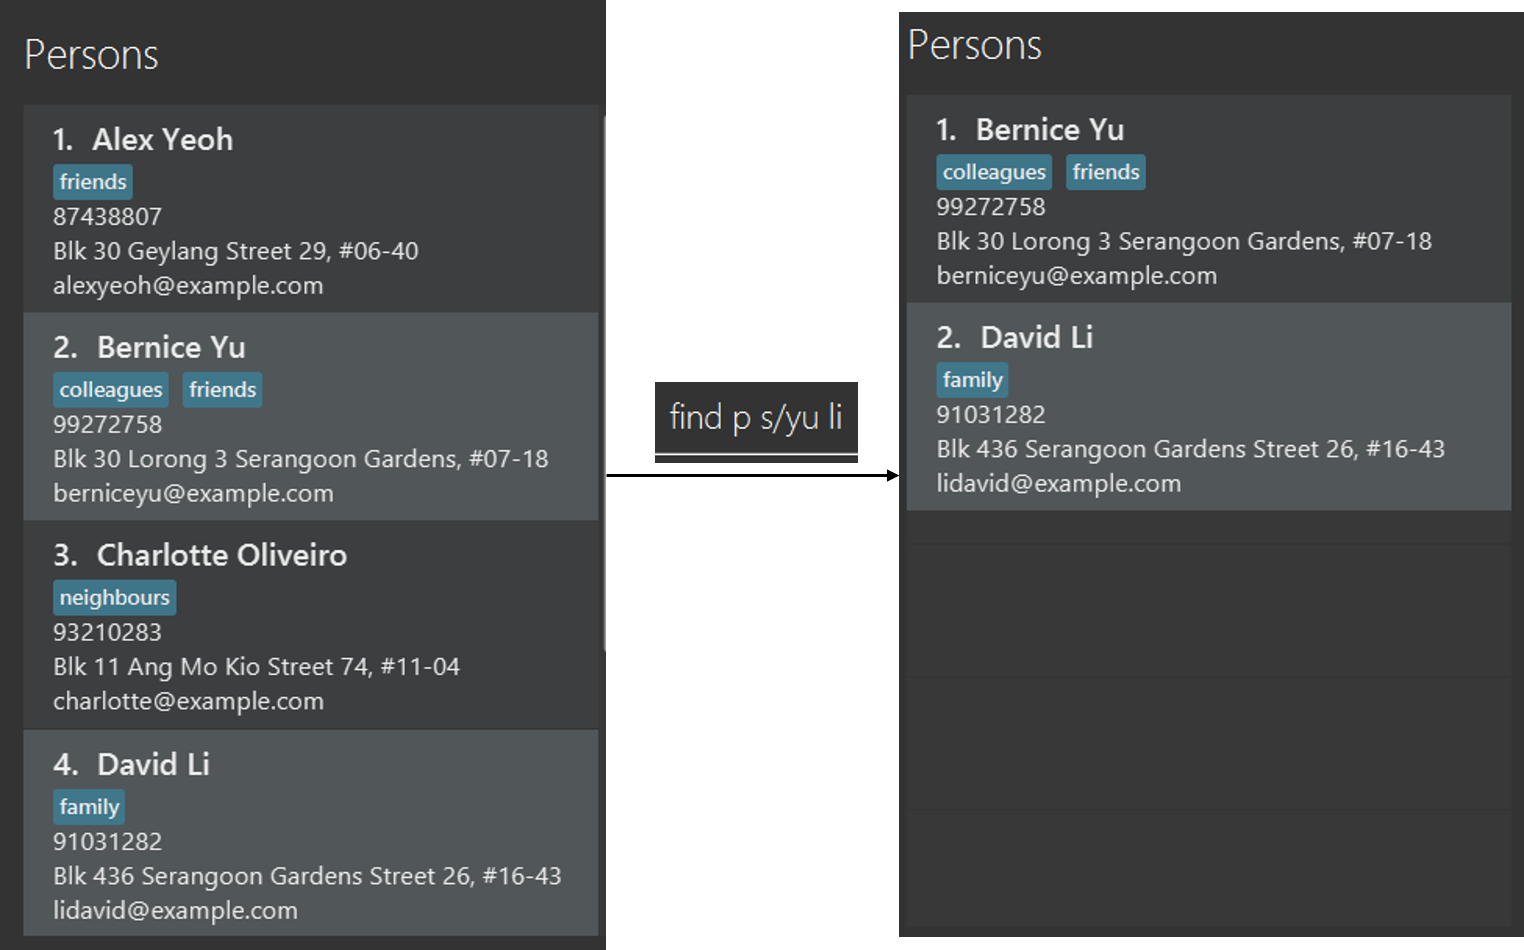 Persons
1. Alex Yeoh
friends
87438807
Blk 30 Geylang Street 29, #06-40
alexyeoh@example.com
2. Bernice Yu
colleagues friends
99272758
Blk 30 Lorong 3 Serangoon Gardens, #07-18
berniceyu@example.com
3. Charlotte Oliveiro
neighbours
93210283
Blk 11 Ang Mo Kio Street 74, #11-04
charlotte@example.com
4. David Li
family
91031282
Blk 436 Serangoon Gardens Street 26, #16-43
lidavid@example.com
find p s/yu li
Persons
1. Bernice Yu
colleagues friends
99272758
Blk 30 Lorong 3 Serangoon Gardens, #07-18
berniceyu@example.com
2. David Li
family
91031282
Blk 436 Serangoon Gardens Street 26, #16-43
lidavid@example.com